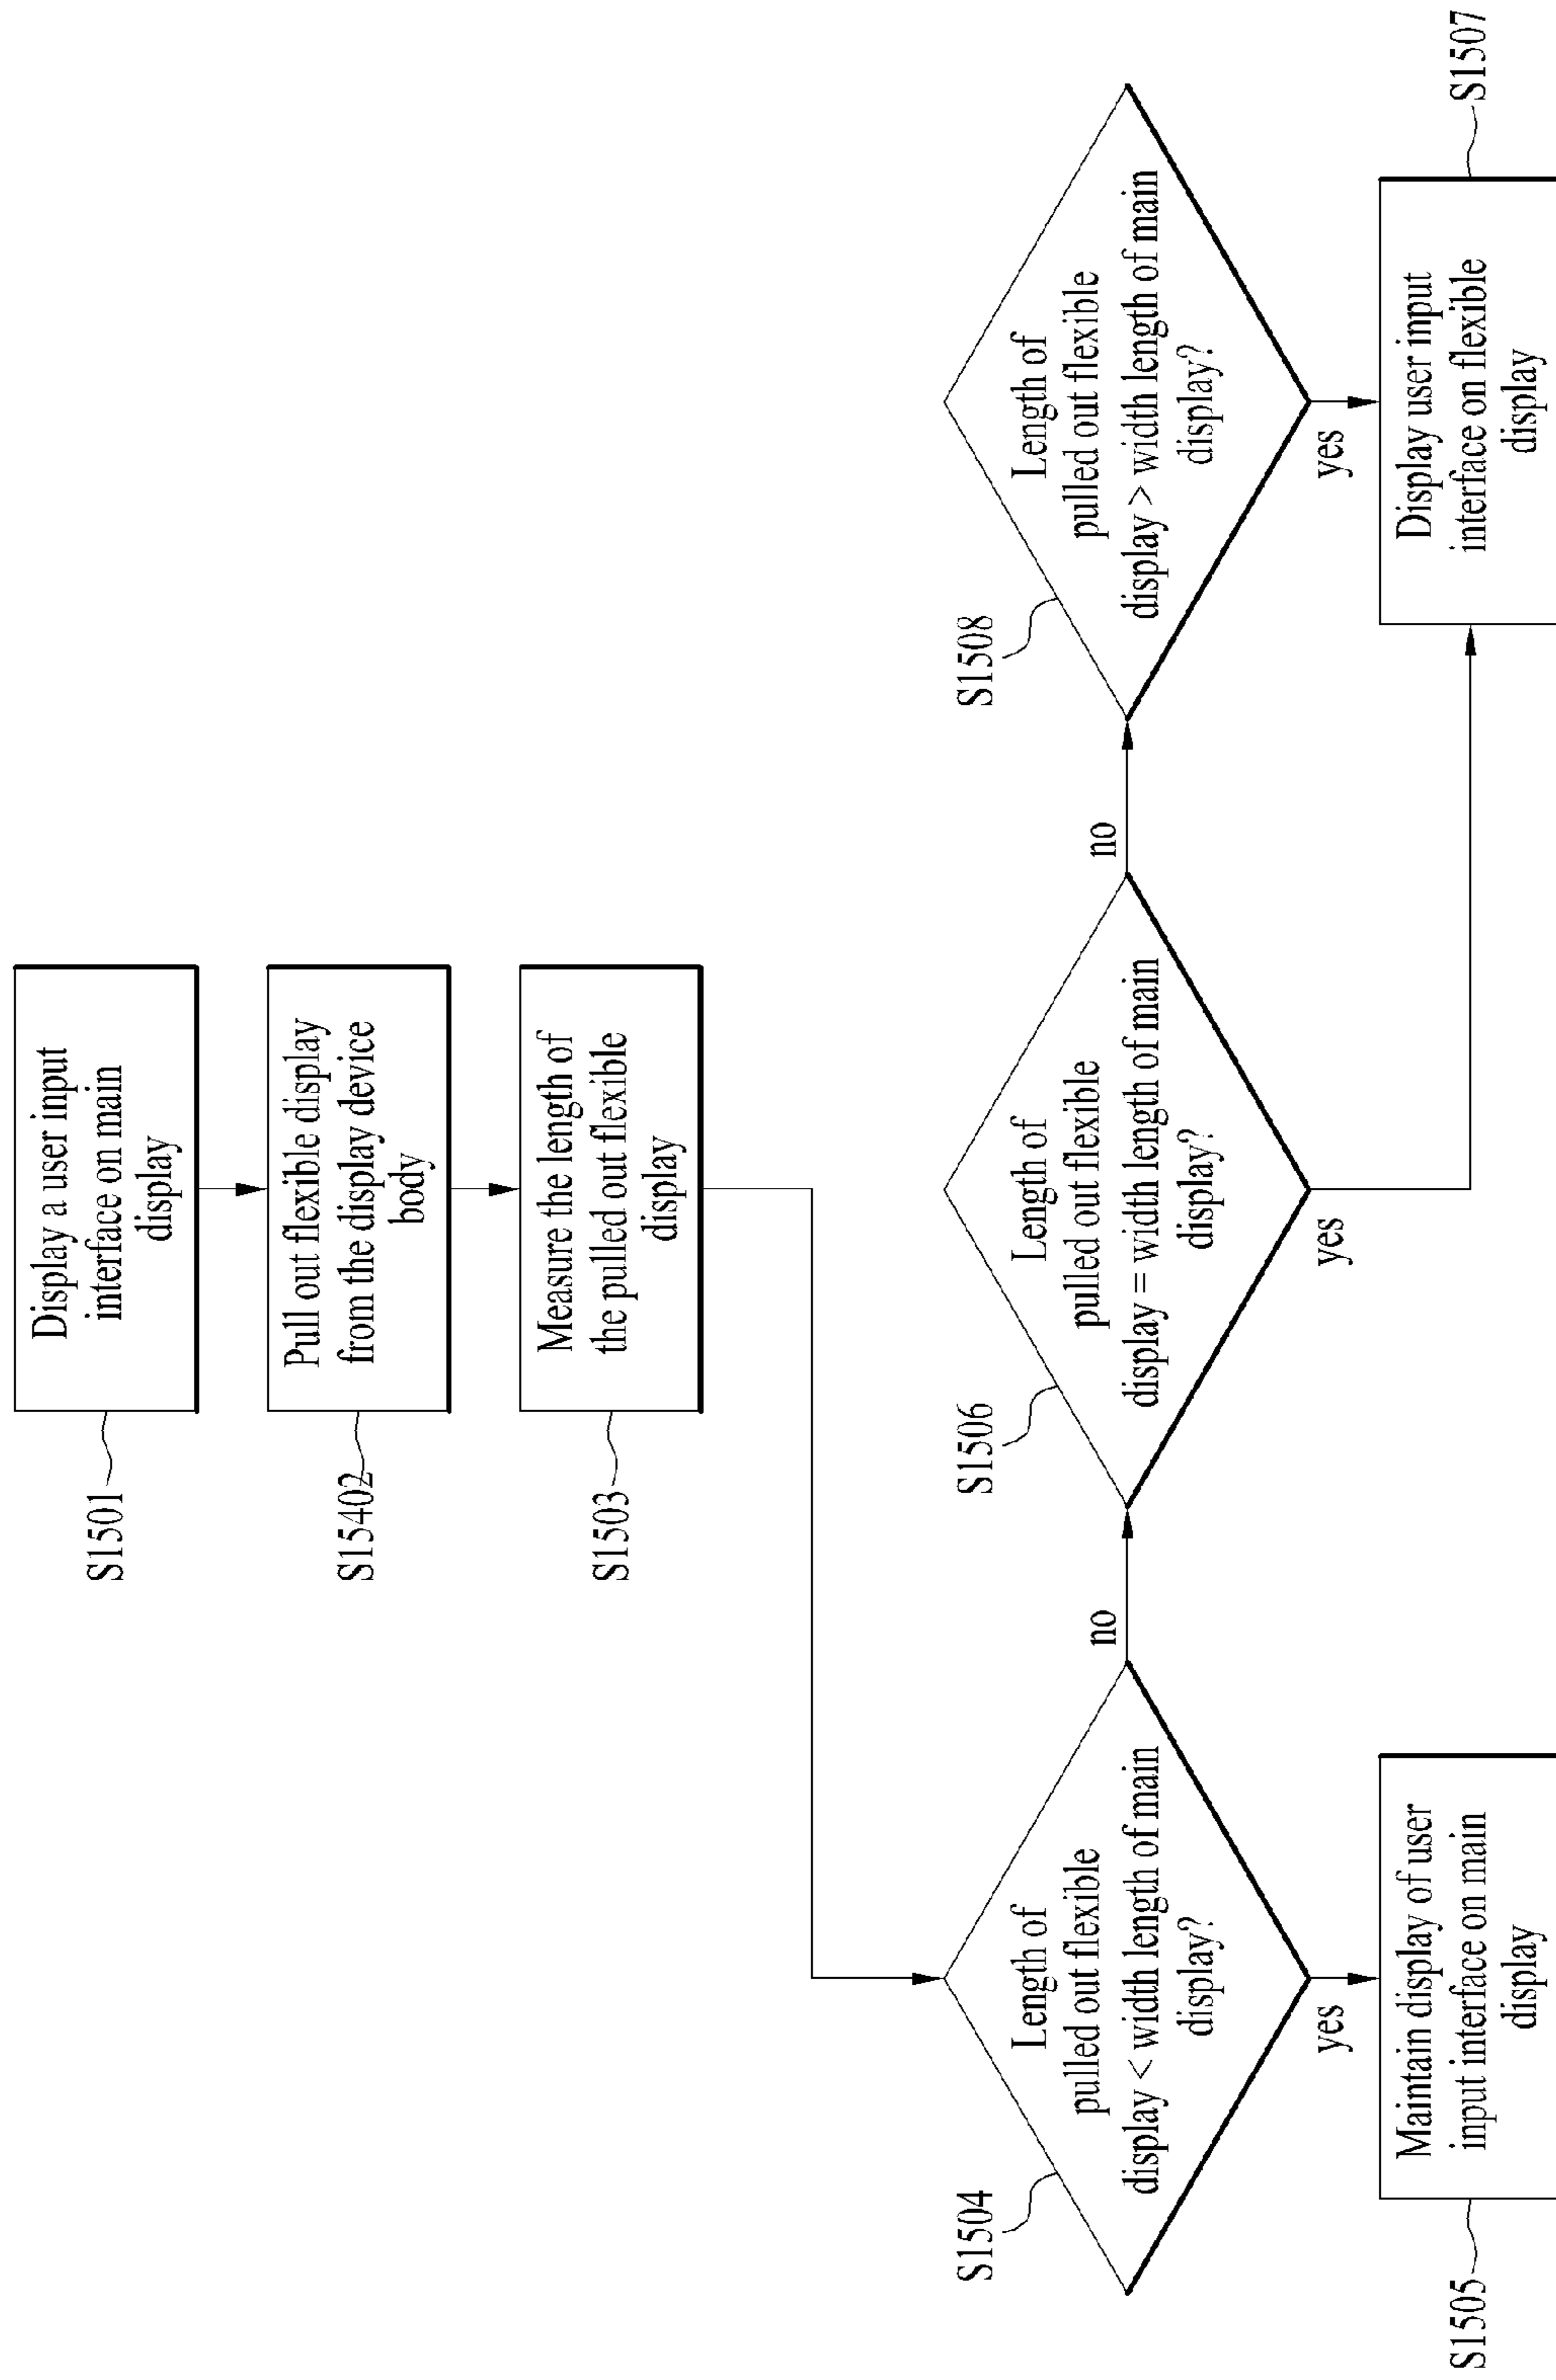 S1501
Display a user input
interface on main
display
S15402
Pull out flexible display
from the display device
body
S1503
Measure the length of
the pulled out flexible
display
S1504
Length of
pulled out flexible
display < width length of main
display?
no
yes
S1505
Maintain display of user
input interface on main
display
S1506
Length of
pulled out flexible
display = width length of main
display?
no
yes
S1508
Length of
pulled out flexible
display > width length of main
display?
yes
S1507
Display user input
interface on flexible
display